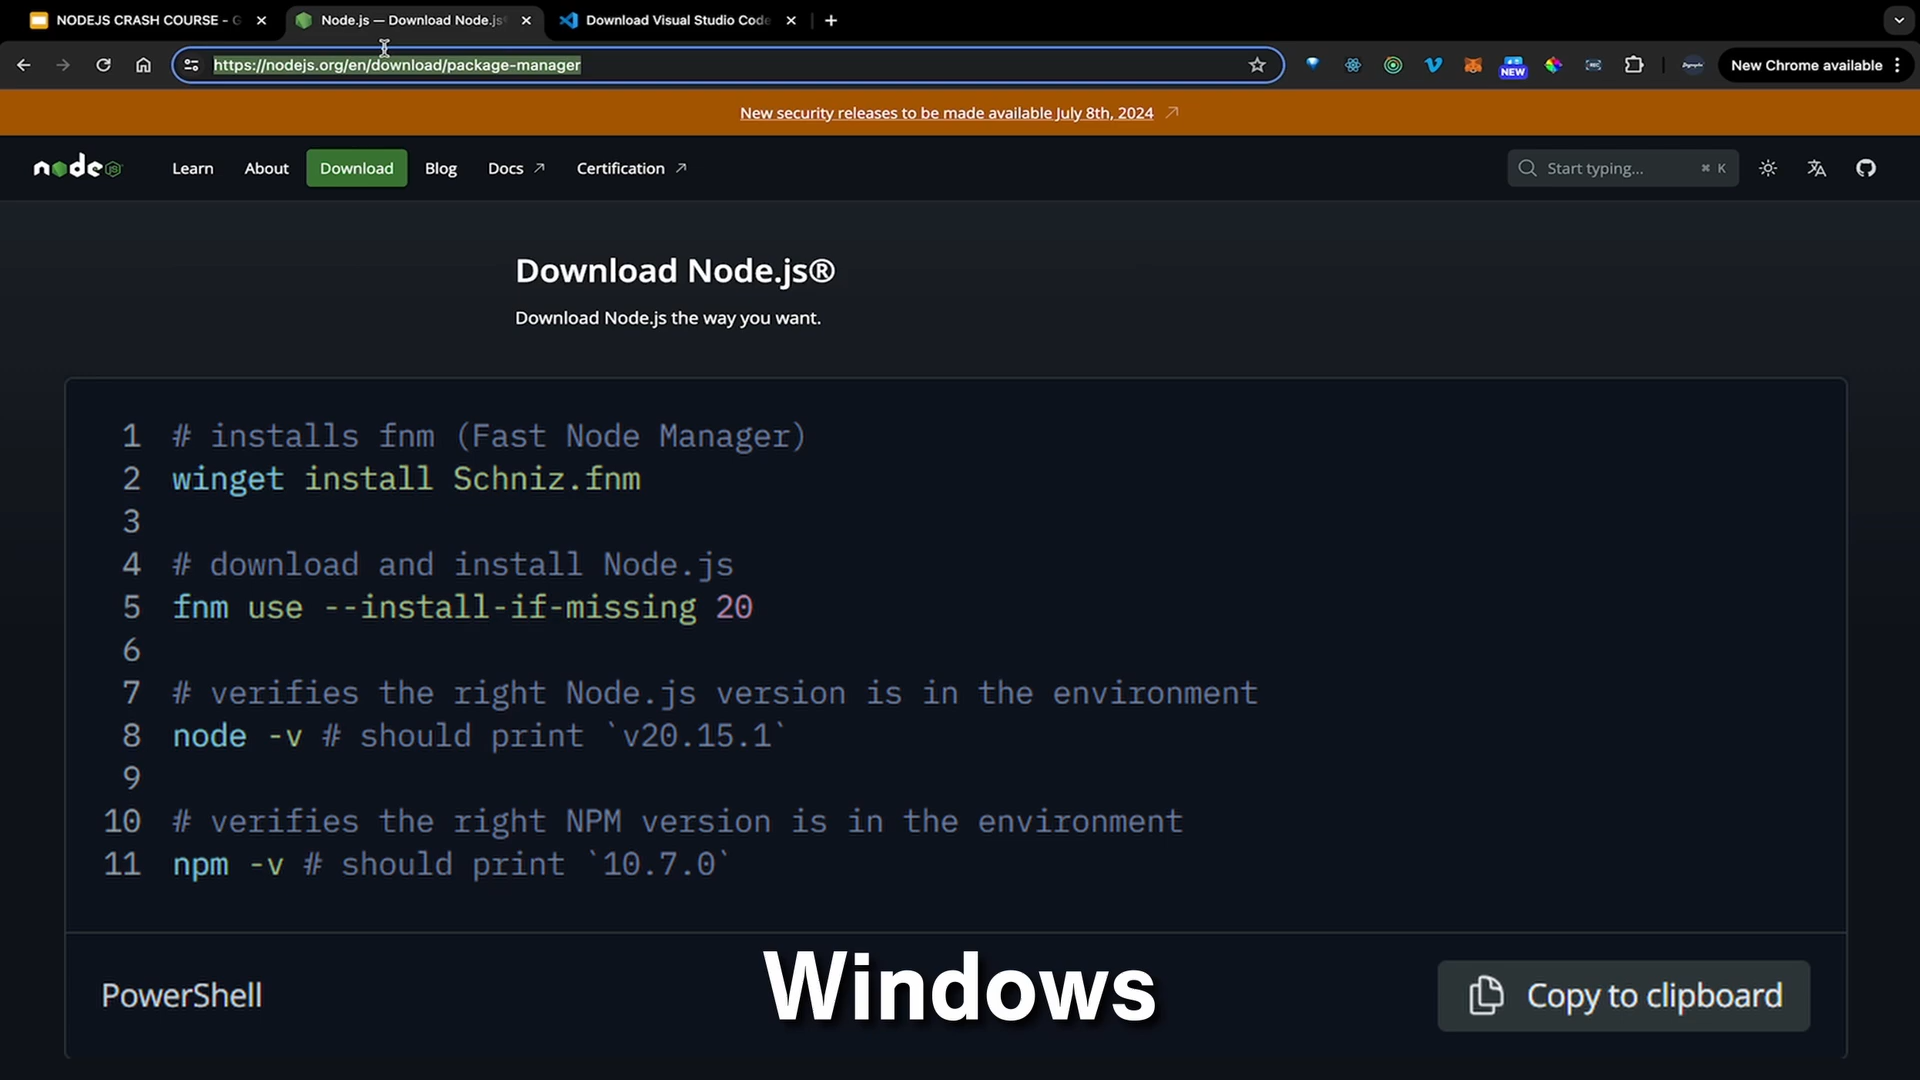 NODEJS CRASH COURSE - G
Node.js — Download Node.js®
Download Visual Studio Code
https://nodejs.org/en/download/package-manager
NEW
New Chrome available
New security releases to be made available July 8th, 2024
node
Learn
About
Download
Blog
Docs
Certification
Start typing...
⌘ K
Download Node.js®
Download Node.js the way you want.
1 # installs fnm (Fast Node Manager)
2 winget install Schniz.fnm
3
4 # download and install Node.js
5 fnm use --install-if-missing 20
6
7 # verifies the right Node.js version is in the environment
8 node -v # should print `v20.15.1`
9
10 # verifies the right NPM version is in the environment
11 npm -v # should print `10.7.0`
PowerShell
Windows
Copy to clipboard